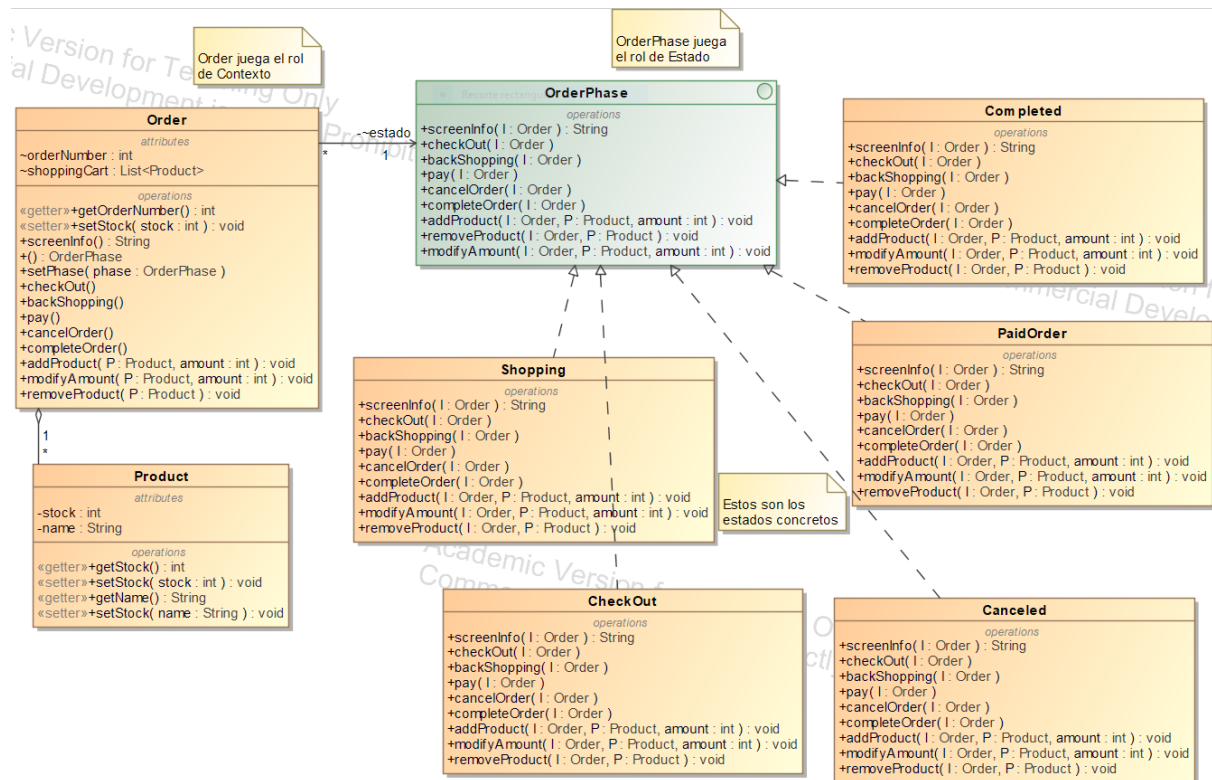 Order juega el rol
de Contexto
OrderPhase juega
el rol de Estado
Order
attributes
~orderNumber : int
~shoppingCart : List<Product>
operations
«getter»+getOrderNumber() : int
«setter»+setStock( stock : int ) : void
+screenInfo() : String
+() : OrderPhase
+setPhase( phase : OrderPhase )
+checkOut()
+backShopping()
+pay()
+cancelOrder()
+completeOrder()
+addProduct( P : Product, amount : int ) : void
+modifyAmount( P : Product, amount : int ) : void
+removeProduct( P : Product ) : void
-~estado
*
1
OrderPhase
operations
+screenInfo( I : Order ) : String
+checkOut( I : Order )
+backShopping( I : Order )
+pay( I : Order )
+cancelOrder( I : Order )
+completeOrder( I : Order )
+addProduct( I : Order, P : Product, amount : int ) : void
+removeProduct( I : Order, P : Product ) : void
+modifyAmount( I : Order, P : Product, amount : int ) : void
Completed
operations
+screenInfo( I : Order ) : String
+checkOut( I : Order )
+backShopping( I : Order )
+pay( I : Order )
+cancelOrder( I : Order )
+completeOrder( I : Order )
+addProduct( I : Order, P : Product, amount : int ) : void
+modifyAmount( I : Order, P : Product, amount : int ) : void
+removeProduct( I : Order, P : Product ) : void
PaidOrder
operations
+screenInfo( I : Order ) : String
+checkOut( I : Order )
+backShopping( I : Order )
+pay( I : Order )
+cancelOrder( I : Order )
+completeOrder( I : Order )
+addProduct( I : Order, P : Product, amount : int ) : void
+modifyAmount( I : Order, P : Product, amount : int ) : void
+removeProduct( I : Order, P : Product ) : void
Shopping
operations
+screenInfo( I : Order ) : String
+checkOut( I : Order )
+backShopping( I : Order )
+pay( I : Order )
+cancelOrder( I : Order )
+completeOrder( I : Order )
+addProduct( I : Order, P : Product, amount : int ) : void
+modifyAmount( I : Order, P : Product, amount : int ) : void
+removeProduct( I : Order, P : Product ) : void
Estos son los
estados concretos
1
*
Product
attributes
-stock : int
-name : String
operations
«getter»+getStock() : int
«setter»+setStock( stock : int ) : void
«getter»+getName() : String
«setter»+setStock( name : String ) : void
CheckOut
operations
+screenInfo( I : Order ) : String
+checkOut( I : Order )
+backShopping( I : Order )
+pay( I : Order )
+cancelOrder( I : Order )
+completeOrder( I : Order )
+addProduct( I : Order, P : Product, amount : int ) : void
+modifyAmount( I : Order, P : Product, amount : int ) : void
+removeProduct( I : Order, P : Product ) : void
Canceled
operations
+screenInfo( I : Order ) : String
+checkOut( I : Order )
+backShopping( I : Order )
+pay( I : Order )
+cancelOrder( I : Order )
+completeOrder( I : Order )
+addProduct( I : Order, P : Product, amount : int ) : void
+modifyAmount( I : Order, P : Product, amount : int ) : void
+removeProduct( I : Order, P : Product ) : void
Version for
Only
Development
Academic Version